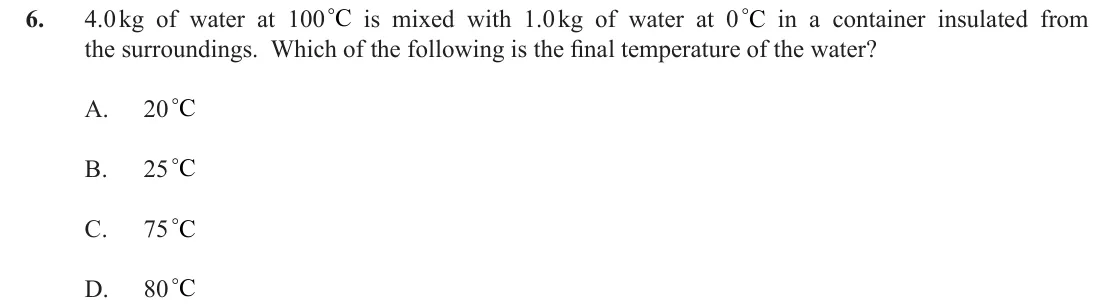 6. 4.0 kg of water at 100 °C is mixed with 1.0 kg of water at 0 °C in a container insulated from
the surroundings. Which of the following is the final temperature of the water?
A. 20 °C
B. 25 °C
C. 75 °C
D. 80 °C